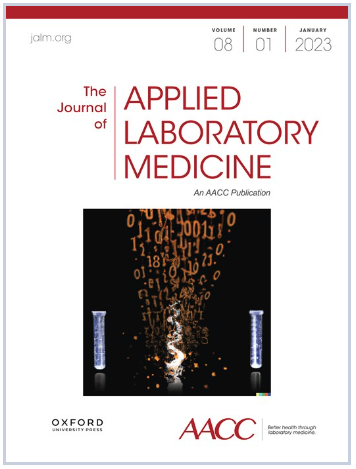 jalm.org
VOLUME NUMBER JANUARY
08 01 2023
The
Journal
of
APPLIED
LABORATORY
MEDICINE
An AACC Publication
OXFORD
UNIVERSITY PRESS
AACC
Better health through
laboratory medicine.